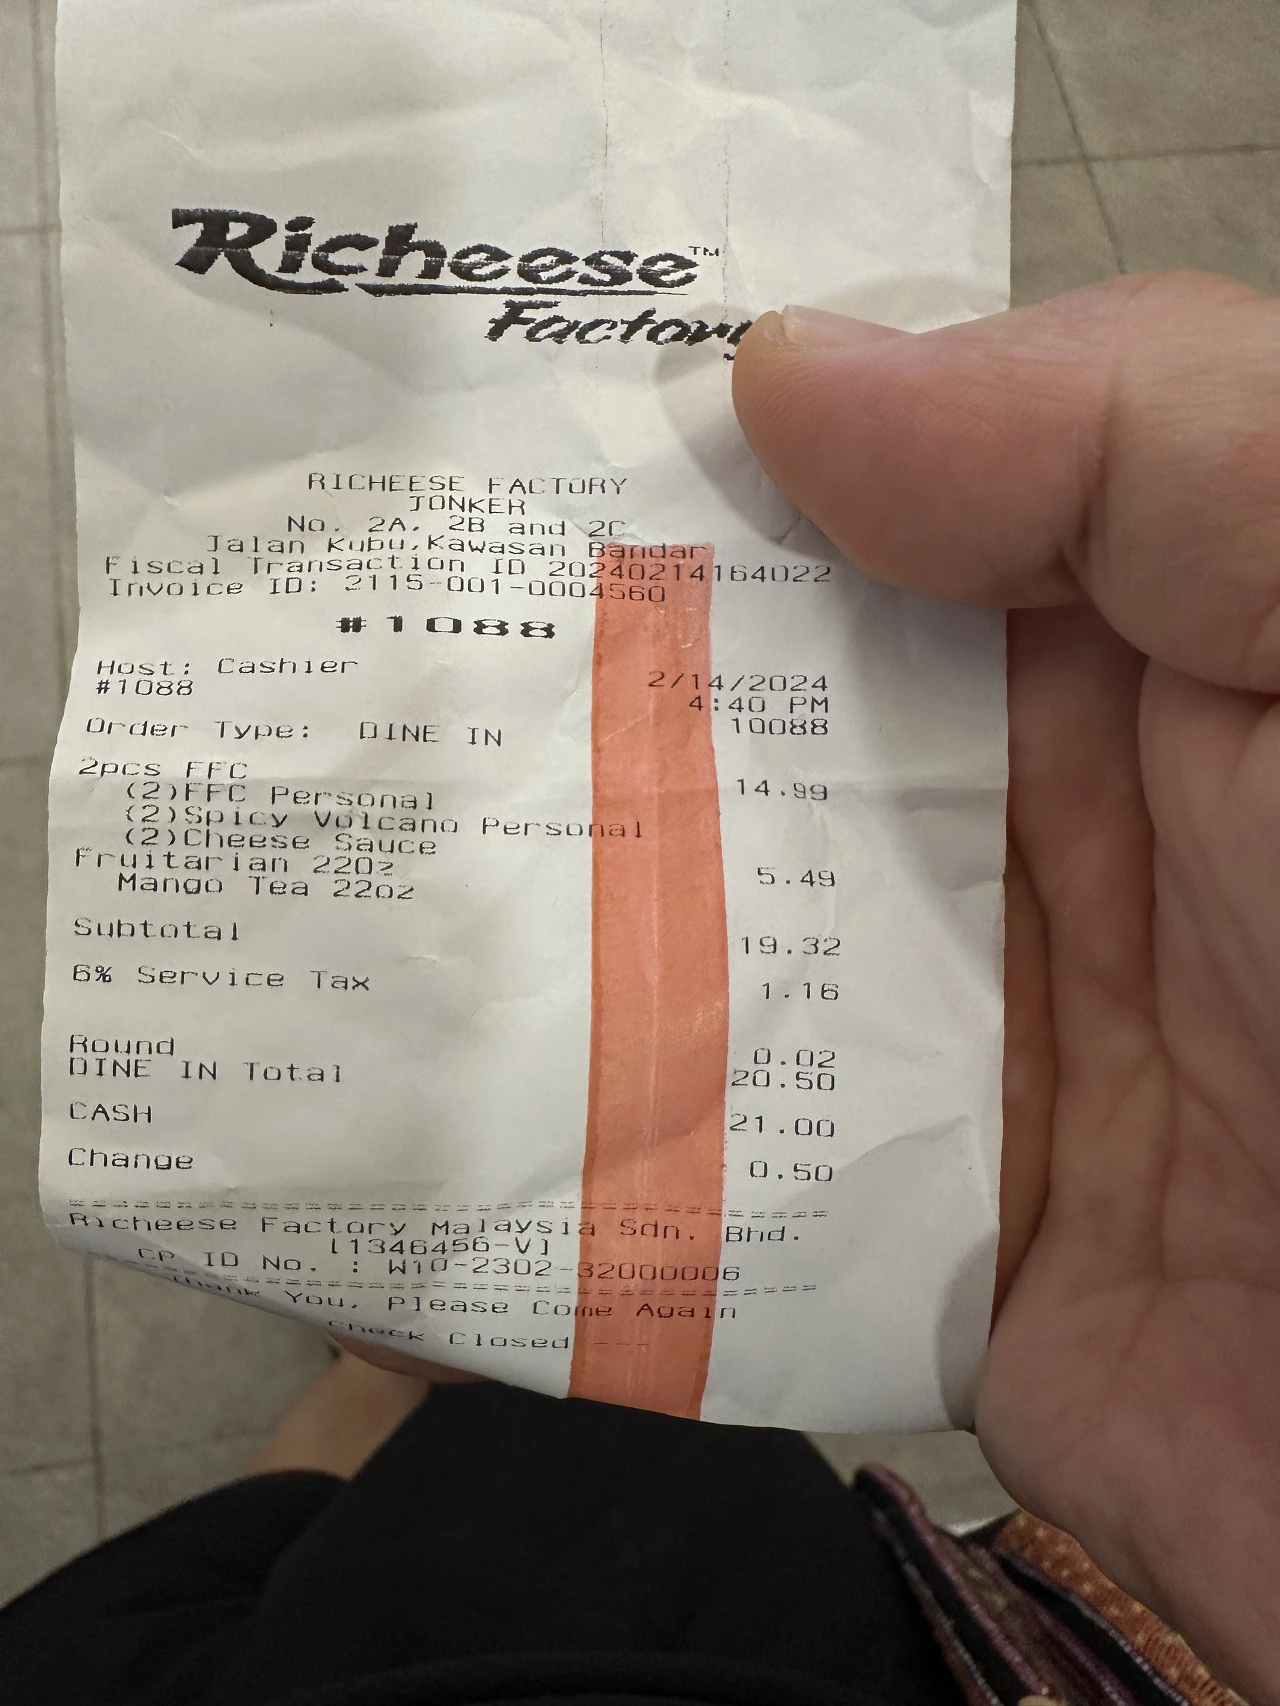 Richeese™
Factory
RICHEESE FACTORY
JONKER
No. 2A, 2B and 2C
Jalan Kubu,Kawasan Bandar
Fiscal Transaction ID 20240214164022
Invoice ID: 2115-001-0004560
#1088
Host: Cashier 2/14/2024
#1088 4:40 PM
10088
Order Type: DINE IN
2pcs FFC 14.99
(2)FFC Personal
(2)Spicy Volcano Personal
(2)Cheese Sauce
Fruitarian 22oz 5.49
Mango Tea 22oz
Subtotal 19.32
6% Service Tax 1.16
Round 0.02
DINE IN Total 20.50
CASH 21.00
Change 0.50
====================================
Richeese Factory Malaysia Sdn. Bhd.
[1346456-V]
CP ID No. : W10-2302-32000006
====================================
Thank You, Please Come Again
Check Closed ---